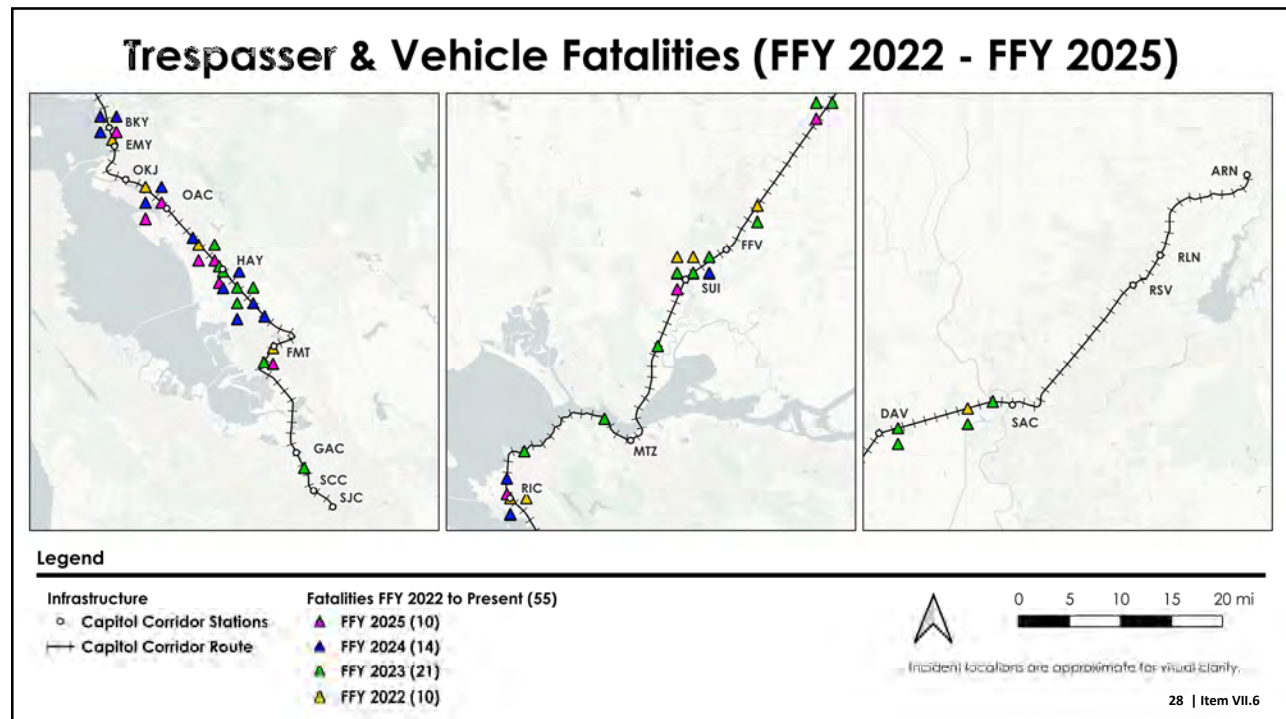 Trespasser & Vehicle Fatalities (FFY 2022 - FFY 2025)
BKY
EMY
OKJ
OAC
HAY
FMT
GAC
SCC
SJC
FFV
SUI
MTZ
RIC
ARN
RLN
RSV
DAV
SAC
Legend
Infrastructure
Capitol Corridor Stations
Capitol Corridor Route
Fatalities FFY 2022 to Present (55)
FFY 2025 (10)
FFY 2024 (14)
FFY 2023 (21)
FFY 2022 (10)
0 5 10 15 20 mi
Incident locations are approximate for visual clarity.
28 | Item VII.6